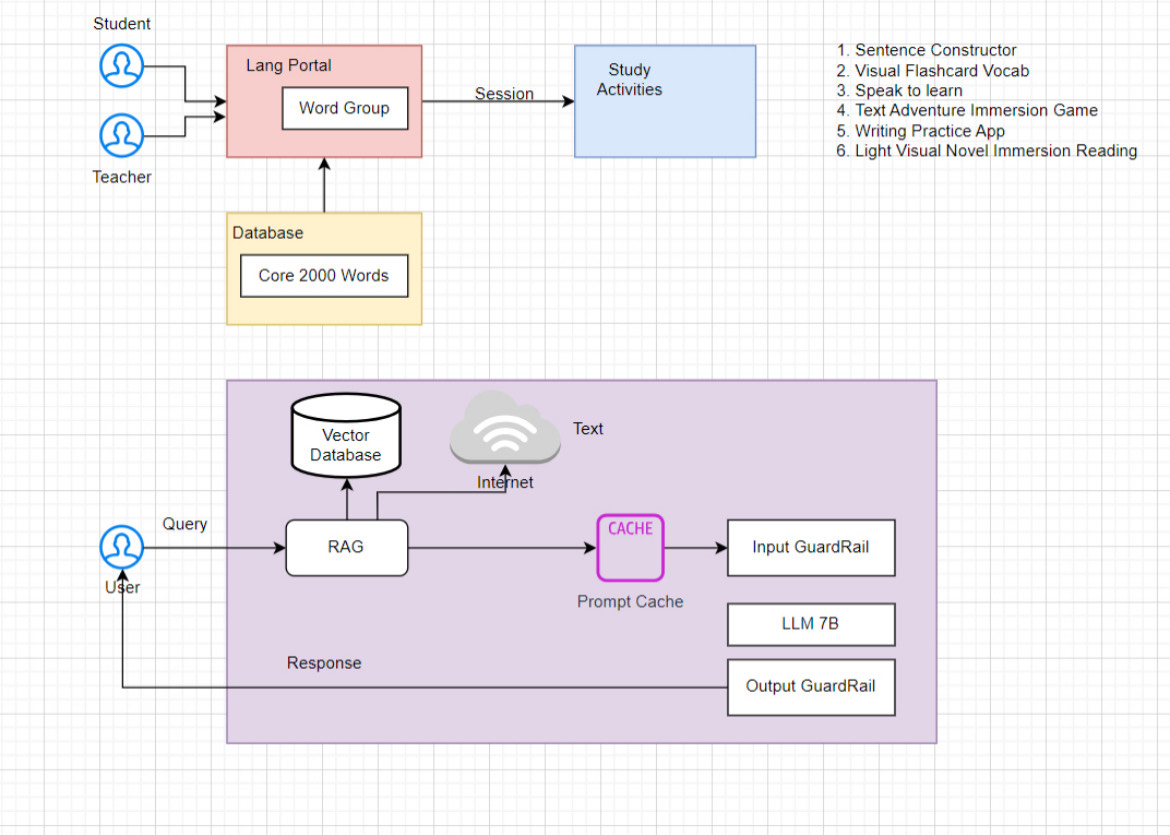 Student
Lang Portal
Word Group
Teacher
Session
Study
Activities
1. Sentence Constructor
2. Visual Flashcard Vocab
3. Speak to learn
4. Text Adventure Immersion Game
5. Writing Practice App
6. Light Visual Novel Immersion Reading
Database
Core 2000 Words
Vector
Database
Text
Internet
Query
User
RAG
CACHE
Prompt Cache
Input GuardRail
LLM 7B
Output GuardRail
Response